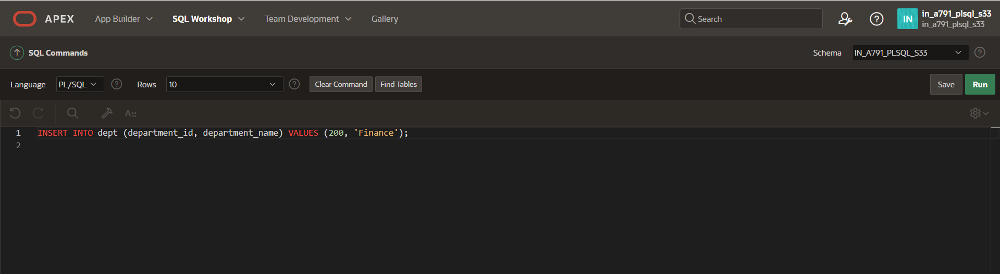 APEX App Builder SQL Workshop Team Development Gallery Search IN in_a791_plsql_s33
in_a791_plsql_s33
SQL Commands Schema IN_A791_PLSQL_S33
Language PL/SQL Rows 10 Clear Command Find Tables Save Run
A::
1 INSERT INTO dept (department_id, department_name) VALUES (200, 'Finance');
2